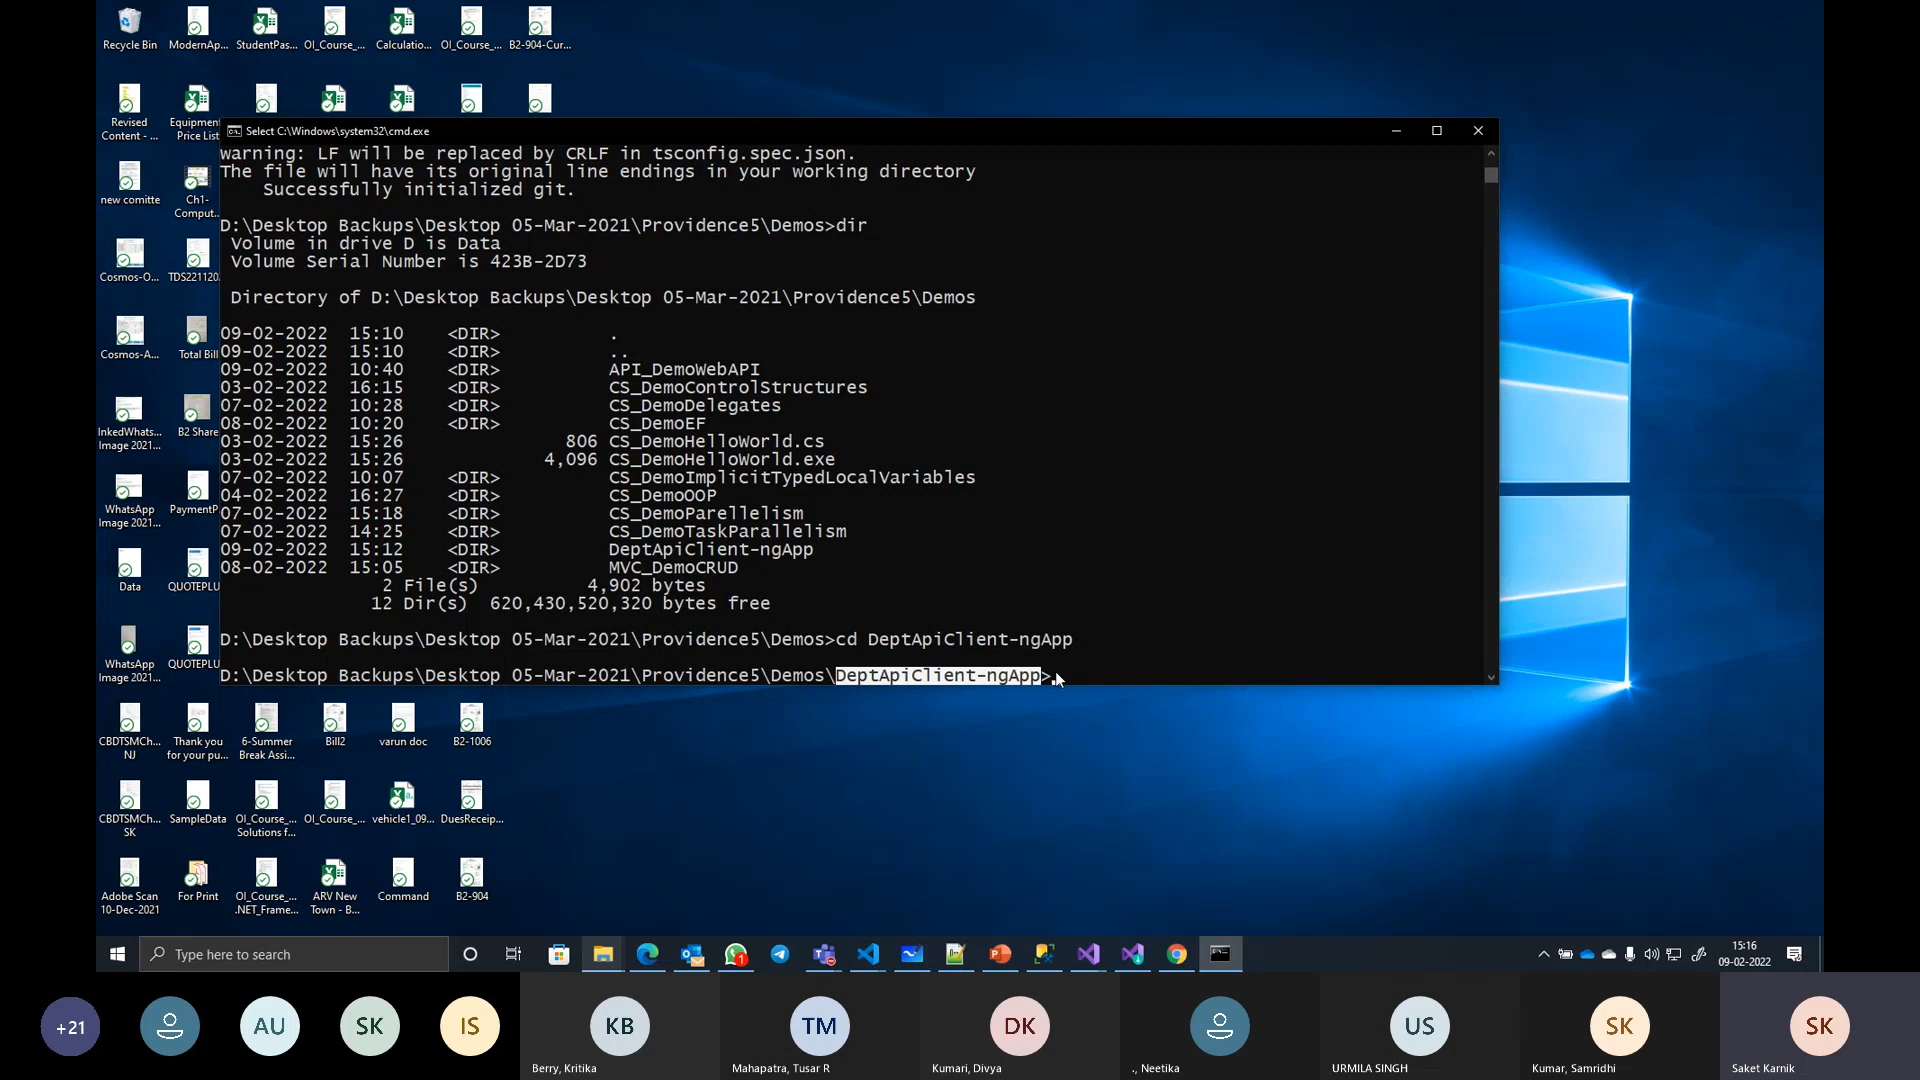 Recycle Bin
ModernAp...
StudentPas...
OI_Course_...
Calculatio...
OI_Course_...
B2-904-Cur...
Revised
Content - ...
Equipment
Price List
Select C:\Windows\system32\cmd.exe
warning: LF will be replaced by CRLF in tsconfig.spec.json.
The file will have its original line endings in your working directory
    Successfully initialized git.
D:\Desktop Backups\Desktop 05-Mar-2021\Providence5\Demos>dir
 Volume in drive D is Data
 Volume Serial Number is 423B-2D73
 Directory of D:\Desktop Backups\Desktop 05-Mar-2021\Providence5\Demos
09-02-2022  15:10    <DIR>          .
09-02-2022  15:10    <DIR>          ..
09-02-2022  10:40    <DIR>          API_DemoWebAPI
03-02-2022  16:15    <DIR>          CS_DemoControlStructures
07-02-2022  10:28    <DIR>          CS_DemoDelegates
08-02-2022  10:20    <DIR>          CS_DemoEF
03-02-2022  15:26               806 CS_DemoHelloWorld.cs
03-02-2022  15:26             4,096 CS_DemoHelloWorld.exe
07-02-2022  10:07    <DIR>          CS_DemoImplicitTypedLocalVariables
04-02-2022  16:27    <DIR>          CS_DemoOOP
07-02-2022  15:18    <DIR>          CS_DemoParellelism
07-02-2022  14:25    <DIR>          CS_DemoTaskParallelism
09-02-2022  15:12    <DIR>          DeptApiClient-ngApp
08-02-2022  15:05    <DIR>          MVC_DemoCRUD
               2 File(s)          4,902 bytes
              12 Dir(s)  620,430,520,320 bytes free
D:\Desktop Backups\Desktop 05-Mar-2021\Providence5\Demos>cd DeptApiClient-ngApp
D:\Desktop Backups\Desktop 05-Mar-2021\Providence5\Demos\DeptApiClient-ngApp>
new comitte
Ch1-
Comput...
Cosmos-O...
TDS221120
Cosmos-A...
Total Bill
InkedWhats...
Image 2021...
B2 Share
WhatsApp
Image 2021...
PaymentP
Data
QUOTEPLU
WhatsApp
Image 2021...
QUOTEPLU
CBDTSMCh...
NJ
Thank you
for your pu...
6-Summer
Break Assi...
Bill2
varun doc
B2-1006
CBDTSMCh...
SK
SampleData
OI_Course_...
Solutions f...
OI_Course_...
vehicle1_09...
DuesReceip...
Adobe Scan
10-Dec-2021
For Print
OI_Course_...
.NET_Frame...
ARV New
Town - B...
Command
B2-904
Type here to search
1
15:16
09-02-2022
+21
AU
SK
IS
KB
TM
DK
US
SK
SK
Berry, Kritika
Mahapatra, Tusar R
Kumari, Divya
., Neetika
URMILA SINGH
Kumar, Samridhi
Saket Karnik